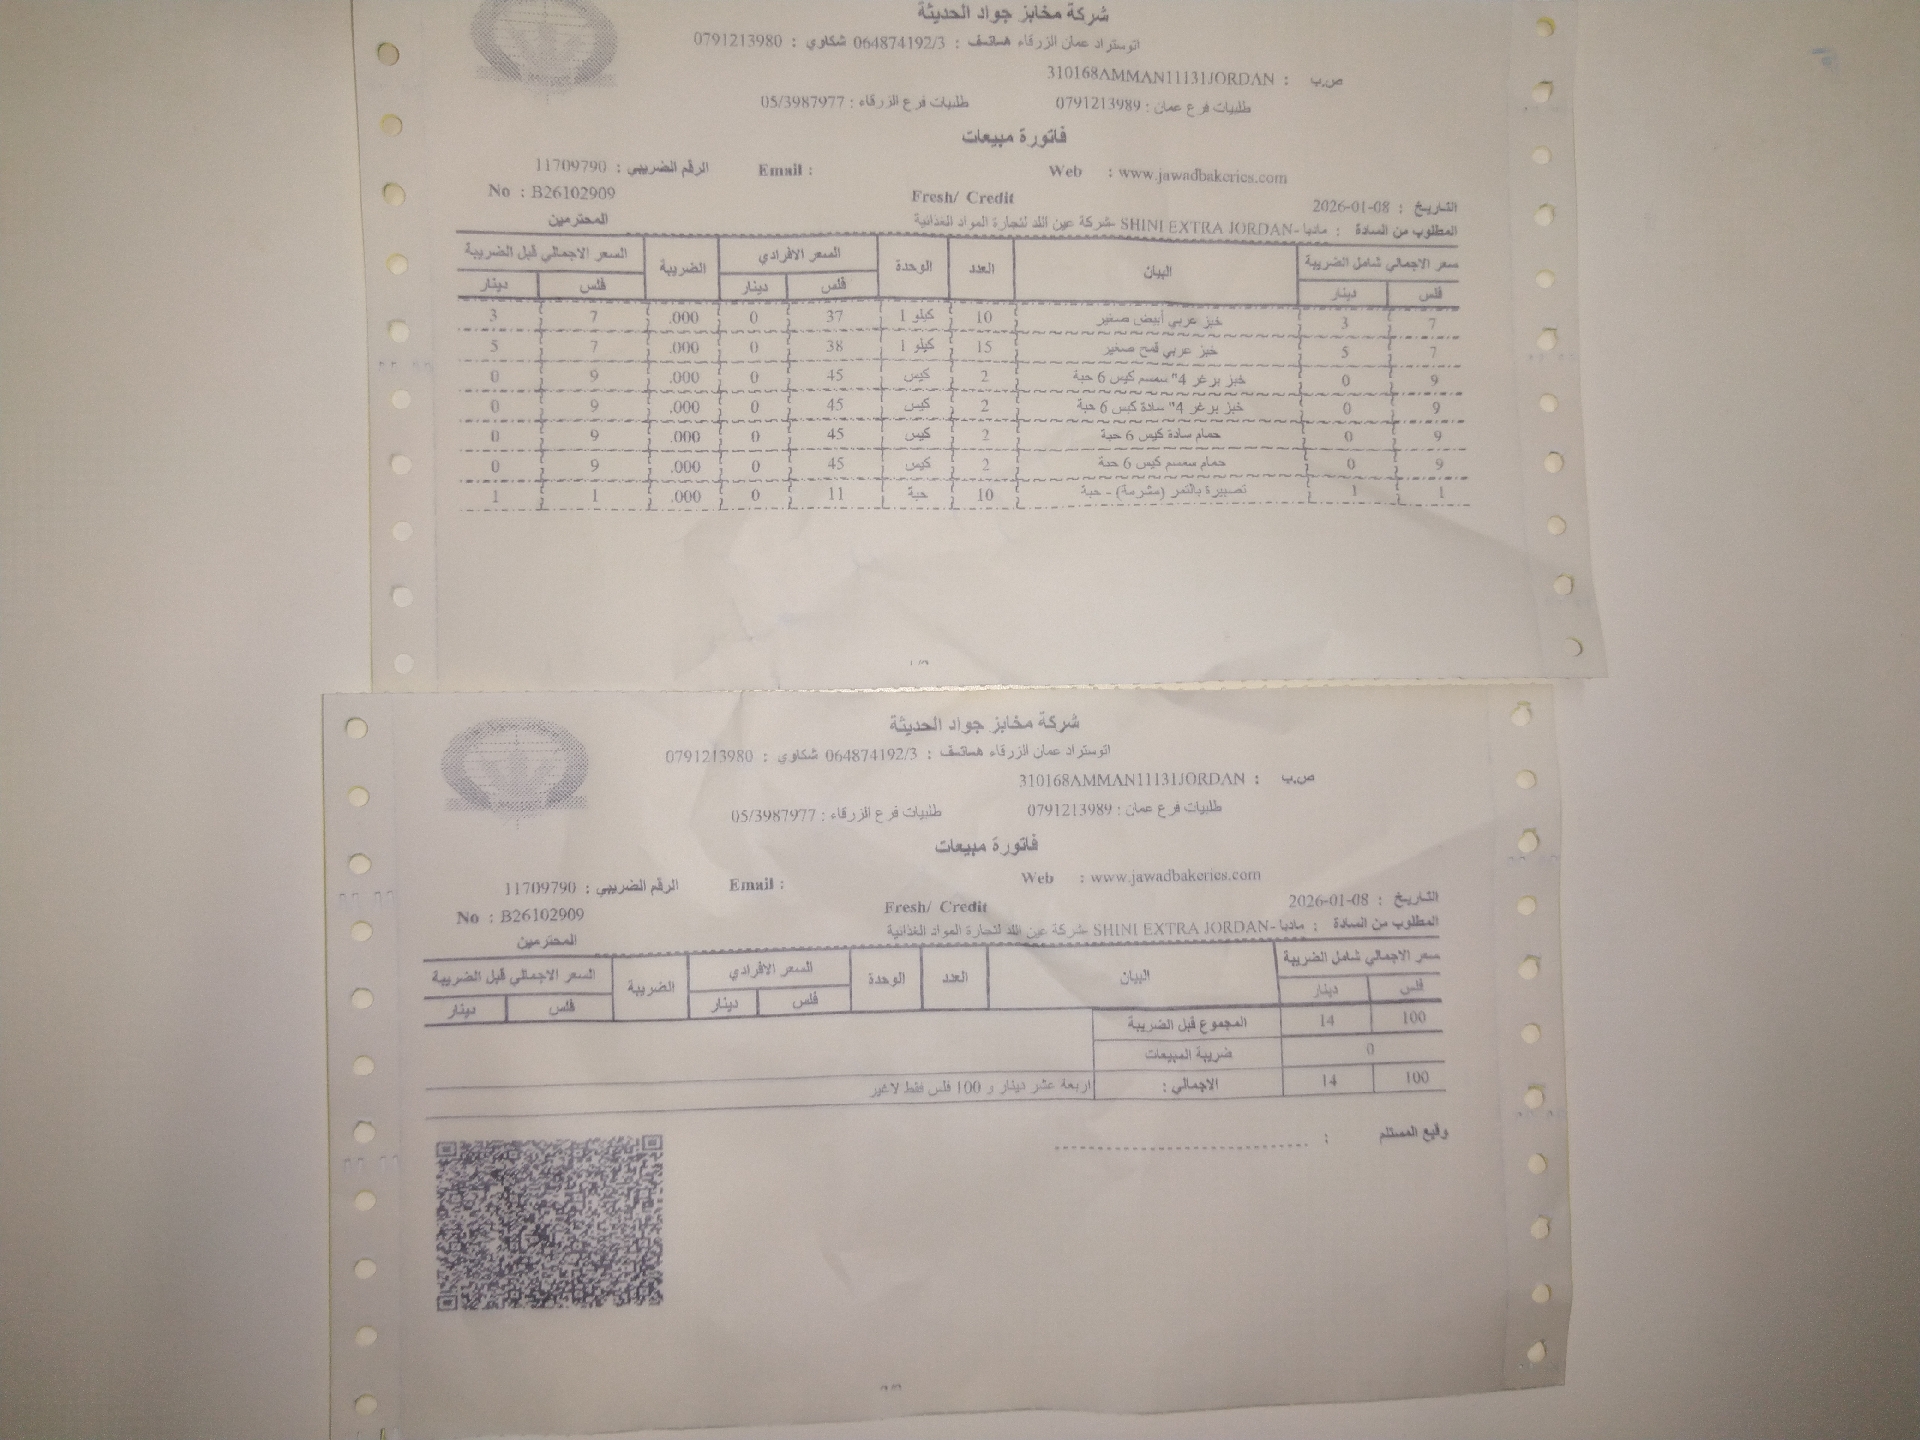 شركة مخابز جواد الحديثة
اتوستراد عمان الزرقاء هساتسف : 064874192/3 شكاوي : 0791213980
ص.ب : 310168AMMAN11131JORDAN
طلبيات فرع عمان : 0791213989 طلبيات فرع الزرقاء : 05/3987977
فاتورة مبيعات
Web : www.jawadbakeries.com Email : الرقم الضريبي : 11709790
التاريخ : 2026-01-08 Fresh/ Credit No : B26102909
المطلوب من السادة : مادبا -SHINI EXTRA JORDAN -شركة عين اللد لتجارة المواد الغذائية المحترمين
سعر الاجمالي شامل الضريبة البيان العدد الوحدة السعر الافرادي الضريبة السعر الاجمالي قبل الضريبة
فلس دينار فلس دينار فلس دينار
7 3 خبز عربي أبيض صغير 10 كيلو 1 37 0 .000 7 3
7 5 خبز عربي قمح صغير 15 كيلو 1 38 0 .000 7 5
9 0 خبز برغر 4" سمسم كيس 6 حبة 2 كيس 45 0 .000 9 0
9 0 خبز برغر 4" سادة كيس 6 حبة 2 كيس 45 0 .000 9 0
9 0 حمام سادة كيس 6 حبة 2 كيس 45 0 .000 9 0
9 0 حمام سمسم كيس 6 حبة 2 كيس 45 0 .000 9 0
1 1 تصبيرة بالتمر (مشرمة) - حبة 10 حبة 11 0 .000 1 1
شركة مخابز جواد الحديثة
اتوستراد عمان الزرقاء هساتسف : 064874192/3 شكاوي : 0791213980
ص.ب : 310168AMMAN11131JORDAN
طلبيات فرع عمان : 0791213989 طلبيات فرع الزرقاء : 05/3987977
فاتورة مبيعات
Web : www.jawadbakeries.com Email : الرقم الضريبي : 11709790
التاريخ : 2026-01-08 Fresh/ Credit No : B26102909
المطلوب من السادة : مادبا -SHINI EXTRA JORDAN -شركة عين اللد لتجارة المواد الغذائية المحترمين
سعر الاجمالي شامل الضريبة البيان العدد الوحدة السعر الافرادي الضريبة السعر الاجمالي قبل الضريبة
فلس دينار فلس دينار فلس دينار
100 14 المجموع قبل الضريبة
0 ضريبة المبيعات
100 14 الاجمالي : اربعة عشر دينار و 100 فلس فقط لاغير
وقيع المستلم :